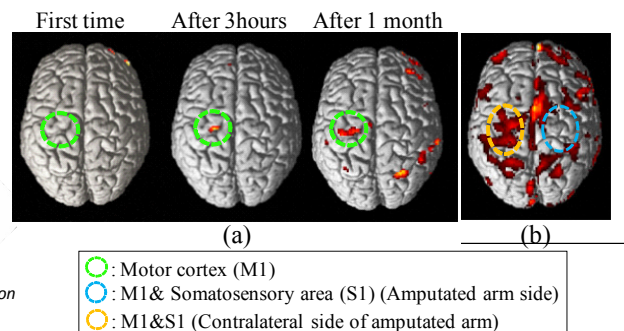 First time After 3hours After 1 month
(a) (b)
on
: Motor cortex (M1)
: M1& Somatosensory area (S1) (Amputated arm side)
: M1&S1 (Contralateral side of amputated arm)